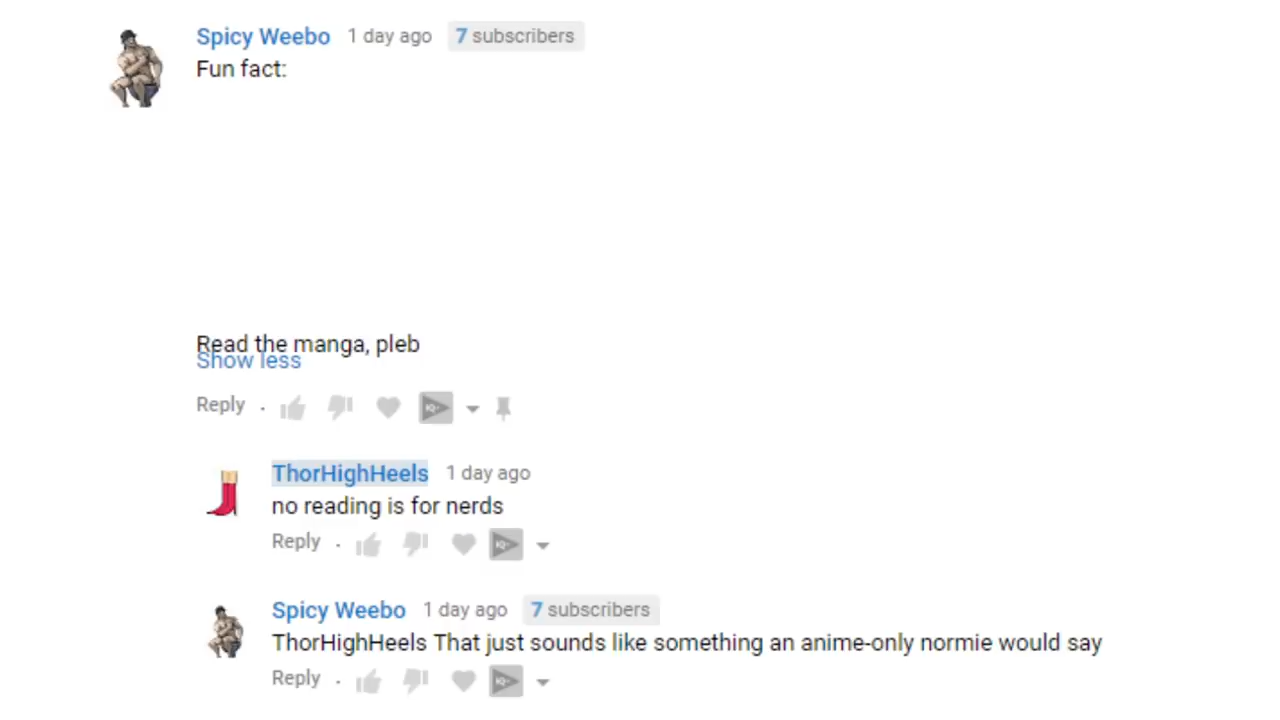 Spicy Weebo 1 day ago 7 subscribers
Fun fact:
Read the manga, pleb
Show less
Reply .
ThorHighHeels 1 day ago
no reading is for nerds
Reply .
Spicy Weebo 1 day ago 7 subscribers
ThorHighHeels That just sounds like something an anime-only normie would say
Reply .